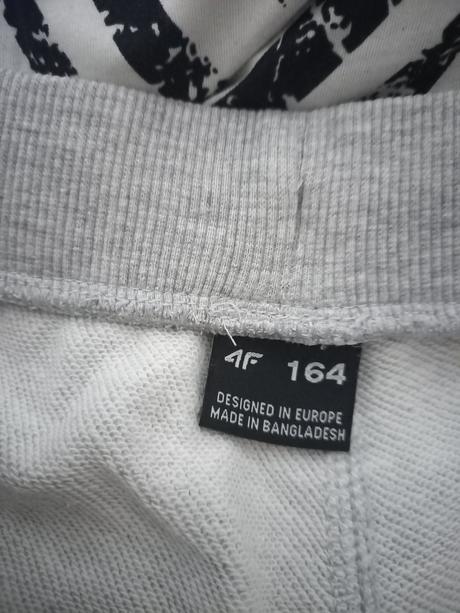 4F 164
DESIGNED IN EUROPE
MADE IN BANGLADESH